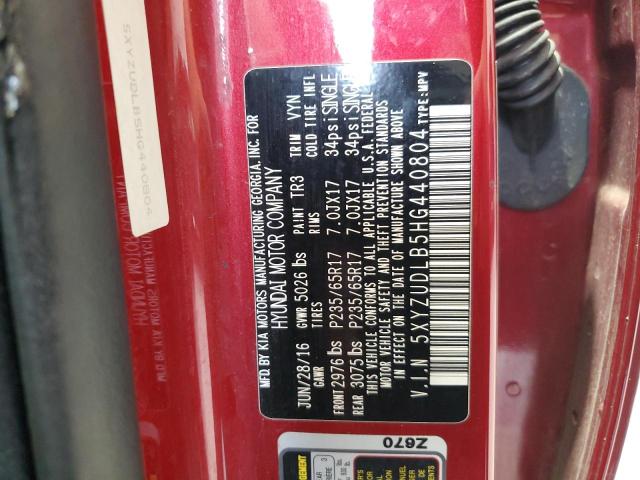 5XYZUDLB5HG440804
MFD.BY KIA MOTORS MANUFACTURING GEORGIA, INC. FOR
HYUNDAI MOTOR COMPANY
JUN/28/16 GVWR 5026 lbs PAINT TR3 TRIM VYN
GAWR TIRES RIMS COLD TIRE INFL
FRONT 2976 lbs P235/65R17 7.0JX17 34psi SINGLE
REAR 3075 lbs P235/65R17 7.0JX17 34psi SINGLE
THIS VEHICLE CONFORMS TO ALL APPLICABLE U.S.A. FEDERAL
MOTOR VEHICLE SAFETY AND THEFT PREVENTION STANDARDS
IN EFFECT ON THE DATE OF MANUFACTURE SHOWN ABOVE
V.I.N 5XYZUDLB5HG440804 TYPE:MPV
Z670